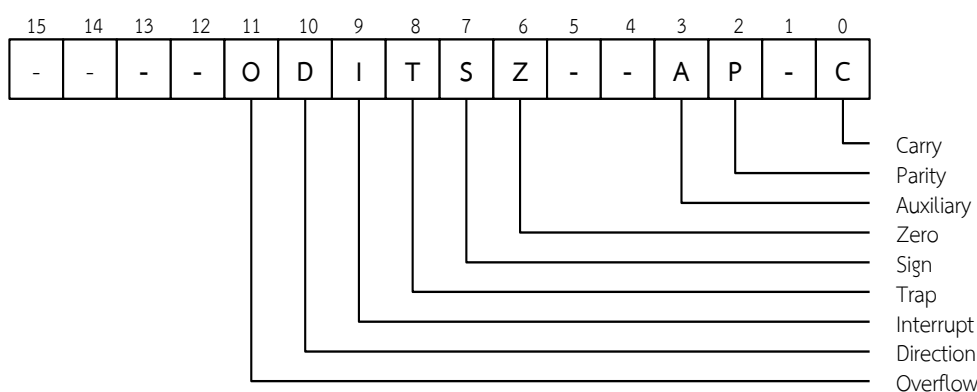 15 14 13 12 11 10 9 8 7 6 5 4 3 2 1 0
- - - - O D I T S Z - - A P - C
Carry
Parity
Auxiliary
Zero
Sign
Trap
Interrupt
Direction
Overflow